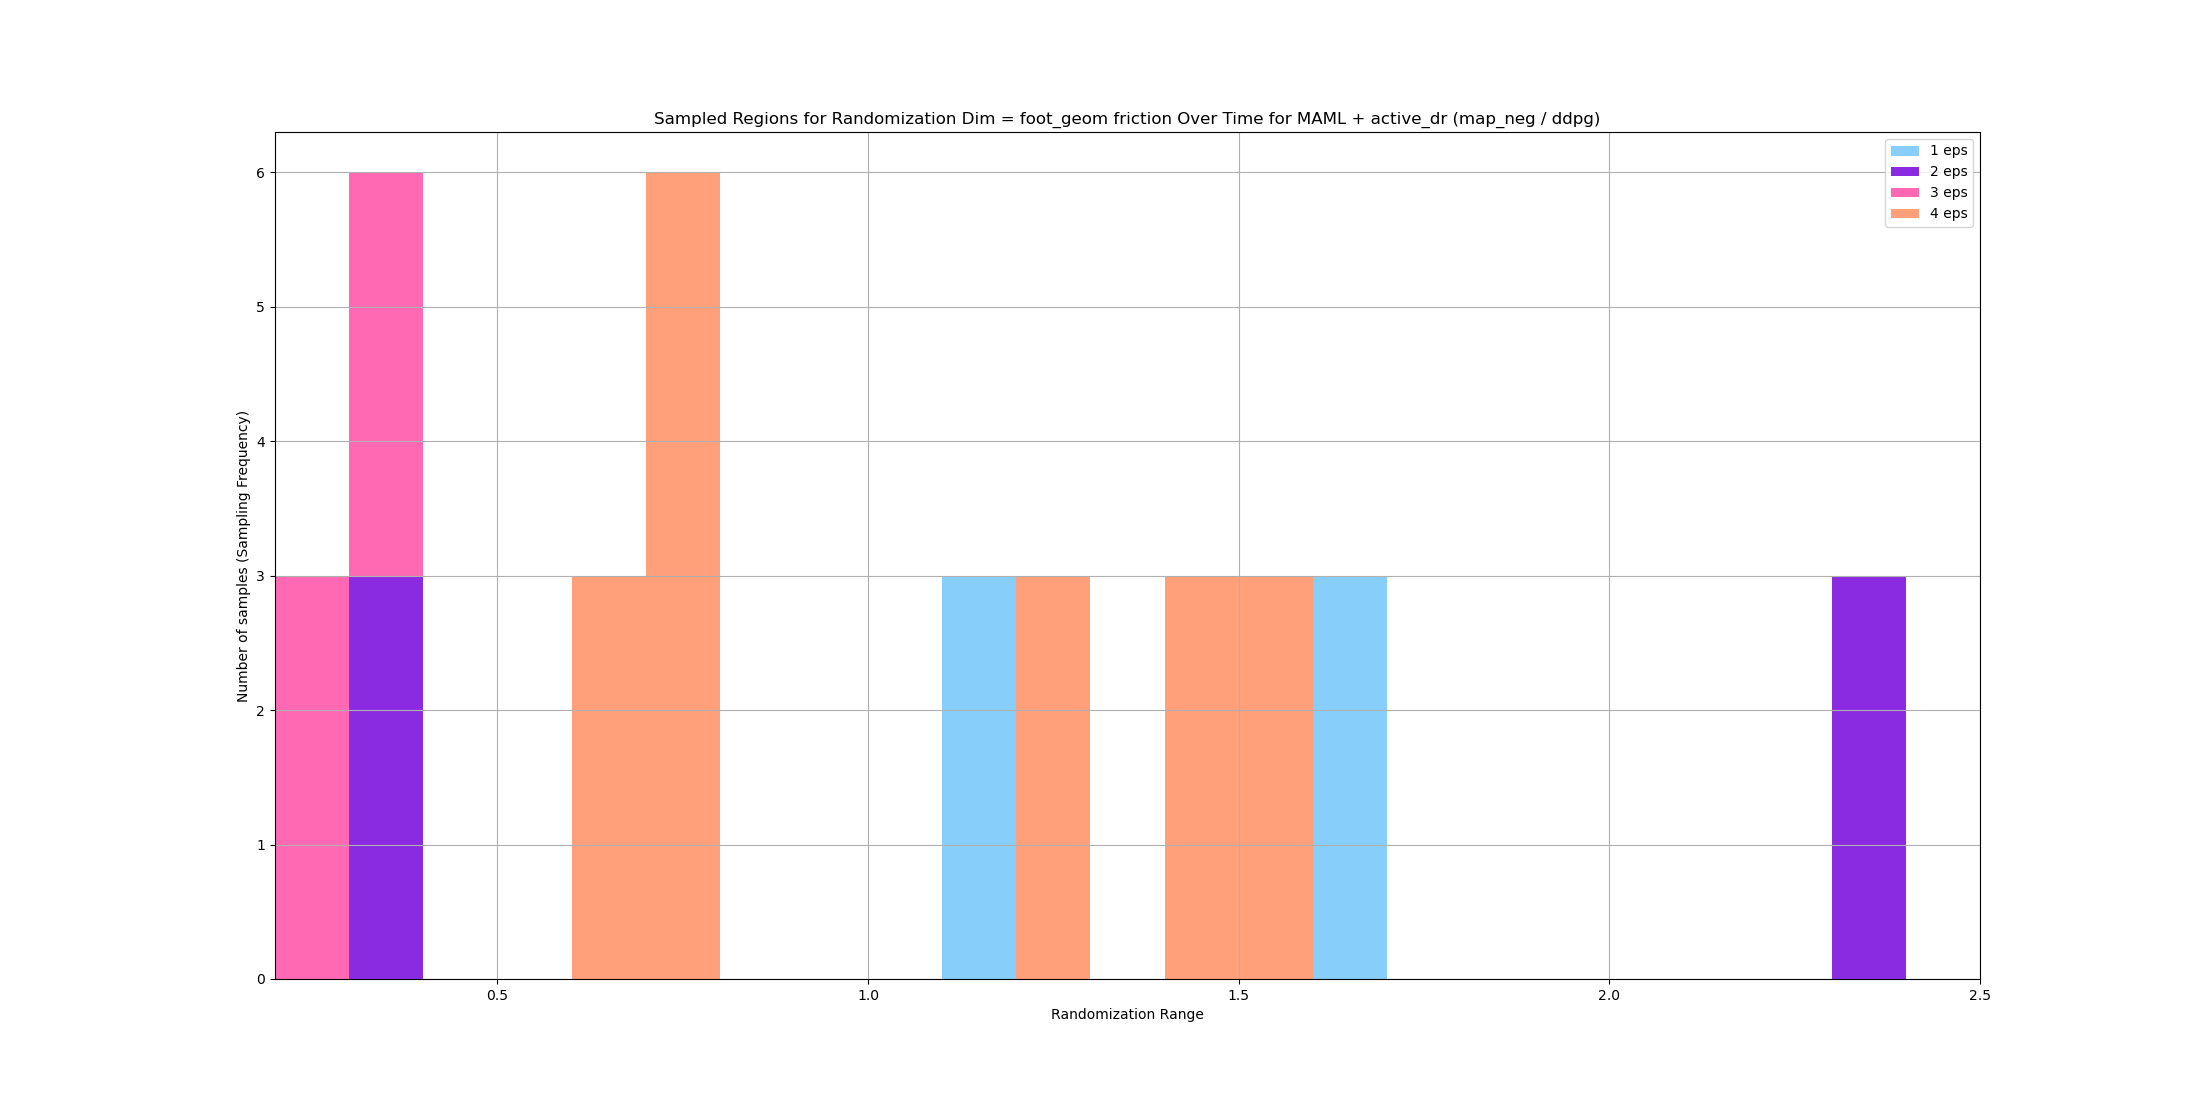 Sampled Regions for Randomization Dim = foot_geom friction Over Time for MAML + active_dr (map_neg / ddpg)
1 eps
2 eps
3 eps
4 eps
6
5
4
3
2
1
0
Number of samples (Sampling Frequency)
0.5 1.0 1.5 2.0 2.5
Randomization Range